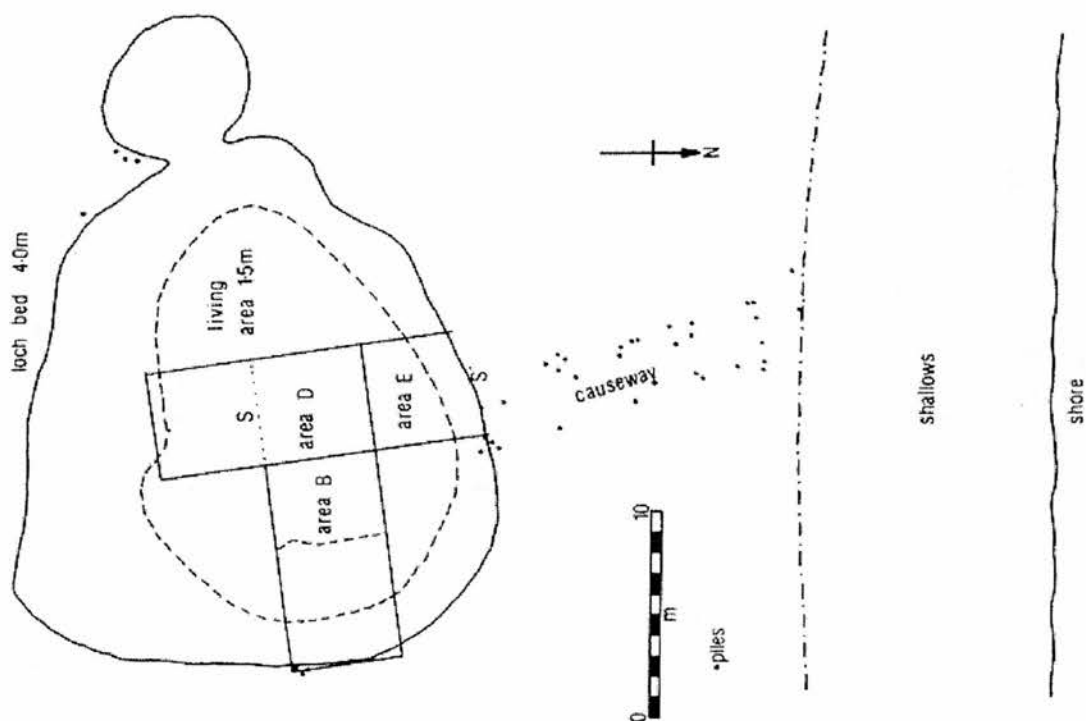 loch bed 4·0m
living
area 1·5m
S
area D
area B
area E
S
causeway
N
0
10
m
piles
shallows
shore